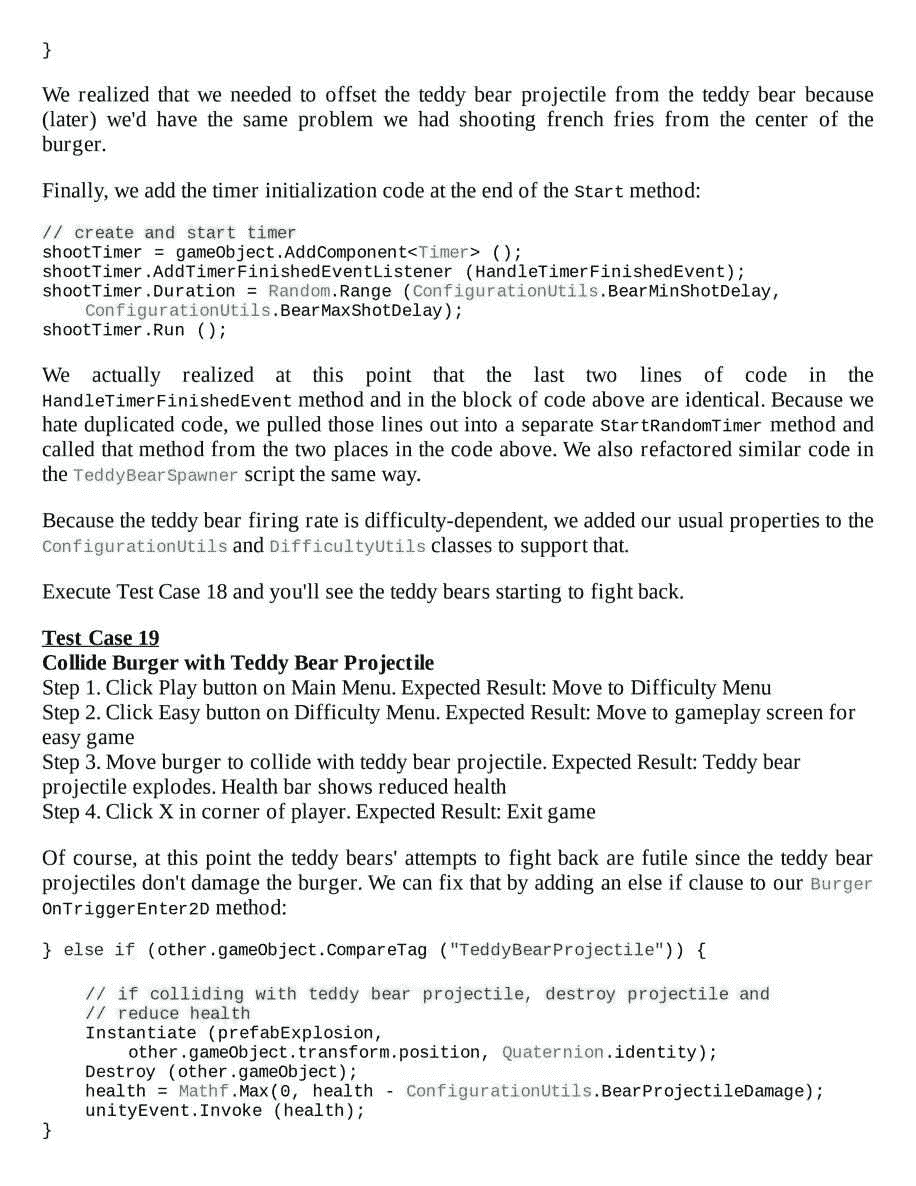 }
We realized that we needed to offset the teddy bear projectile from the teddy bear because
(later) we'd have the same problem we had shooting french fries from the center of the
burger.
Finally, we add the timer initialization code at the end of the Start method:
// create and start timer
shootTimer = gameObject.AddComponent<Timer> ();
shootTimer.AddTimerFinishedEventListener (HandleTimerFinishedEvent);
shootTimer.Duration = Random.Range (ConfigurationUtils.BearMinShotDelay,
    ConfigurationUtils.BearMaxShotDelay);
shootTimer.Run ();
We actually realized at this point that the last two lines of code in the
HandleTimerFinishedEvent method and in the block of code above are identical. Because we
hate duplicated code, we pulled those lines out into a separate StartRandomTimer method and
called that method from the two places in the code above. We also refactored similar code in
the TeddyBearSpawner script the same way.
Because the teddy bear firing rate is difficulty-dependent, we added our usual properties to the
ConfigurationUtils and DifficultyUtils classes to support that.
Execute Test Case 18 and you'll see the teddy bears starting to fight back.
Test Case 19
Collide Burger with Teddy Bear Projectile
Step 1. Click Play button on Main Menu. Expected Result: Move to Difficulty Menu
Step 2. Click Easy button on Difficulty Menu. Expected Result: Move to gameplay screen for
easy game
Step 3. Move burger to collide with teddy bear projectile. Expected Result: Teddy bear
projectile explodes. Health bar shows reduced health
Step 4. Click X in corner of player. Expected Result: Exit game
Of course, at this point the teddy bears' attempts to fight back are futile since the teddy bear
projectiles don't damage the burger. We can fix that by adding an else if clause to our Burger
OnTriggerEnter2D method:
} else if (other.gameObject.CompareTag ("TeddyBearProjectile")) {
    // if colliding with teddy bear projectile, destroy projectile and
    // reduce health
    Instantiate (prefabExplosion,
        other.gameObject.transform.position, Quaternion.identity);
    Destroy (other.gameObject);
    health = Mathf.Max(0, health - ConfigurationUtils.BearProjectileDamage);
    unityEvent.Invoke (health);
}